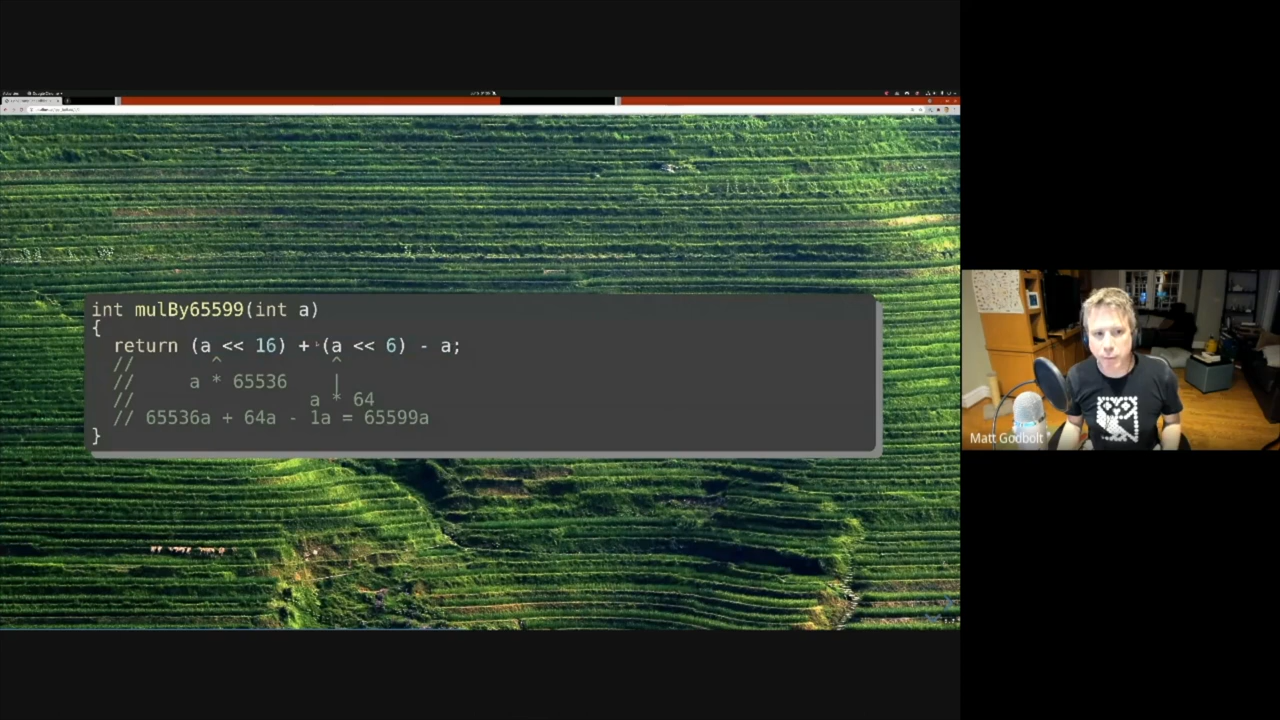 int mulBy65599(int a)
{
  return (a << 16) + (a << 6) - a;
  //        ^          ^
  //     a * 65536     |
  //                a * 64
  // 65536a + 64a - 1a = 65599a
}
Matt Godbolt